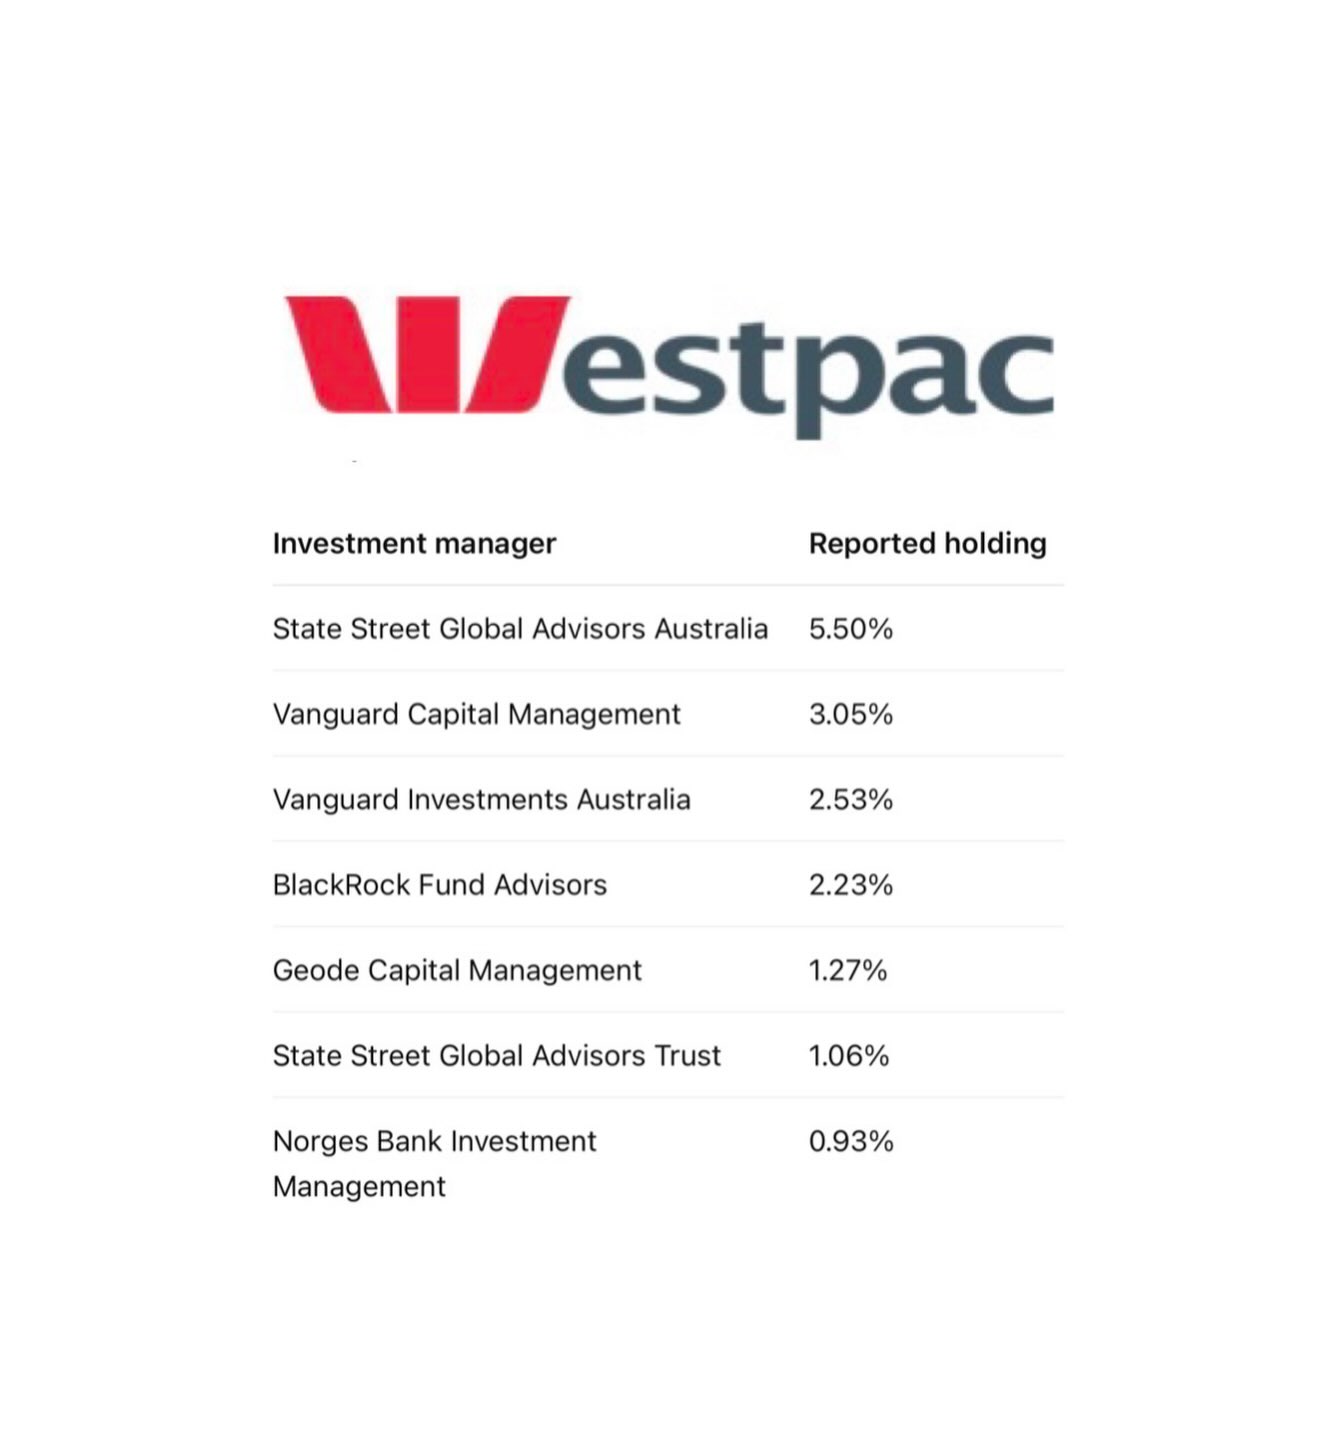 Westpac
Investment manager Reported holding
State Street Global Advisors Australia 5.50%
Vanguard Capital Management 3.05%
Vanguard Investments Australia 2.53%
BlackRock Fund Advisors 2.23%
Geode Capital Management 1.27%
State Street Global Advisors Trust 1.06%
Norges Bank Investment 0.93%
Management